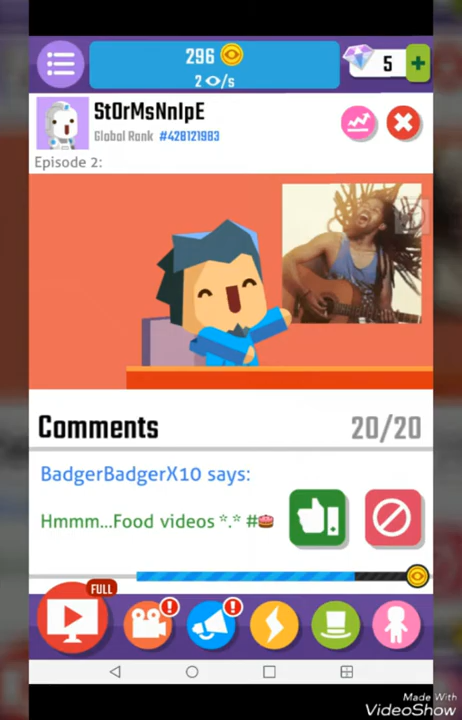 296
2 /s
5
StOrMsNnIpE
Global Rank #428121983
Episode 2:
Comments 20/20
BadgerBadgerX10 says:
Hmmm...Food videos *.* #🍰
FULL
!
!
Made With
VideoShow